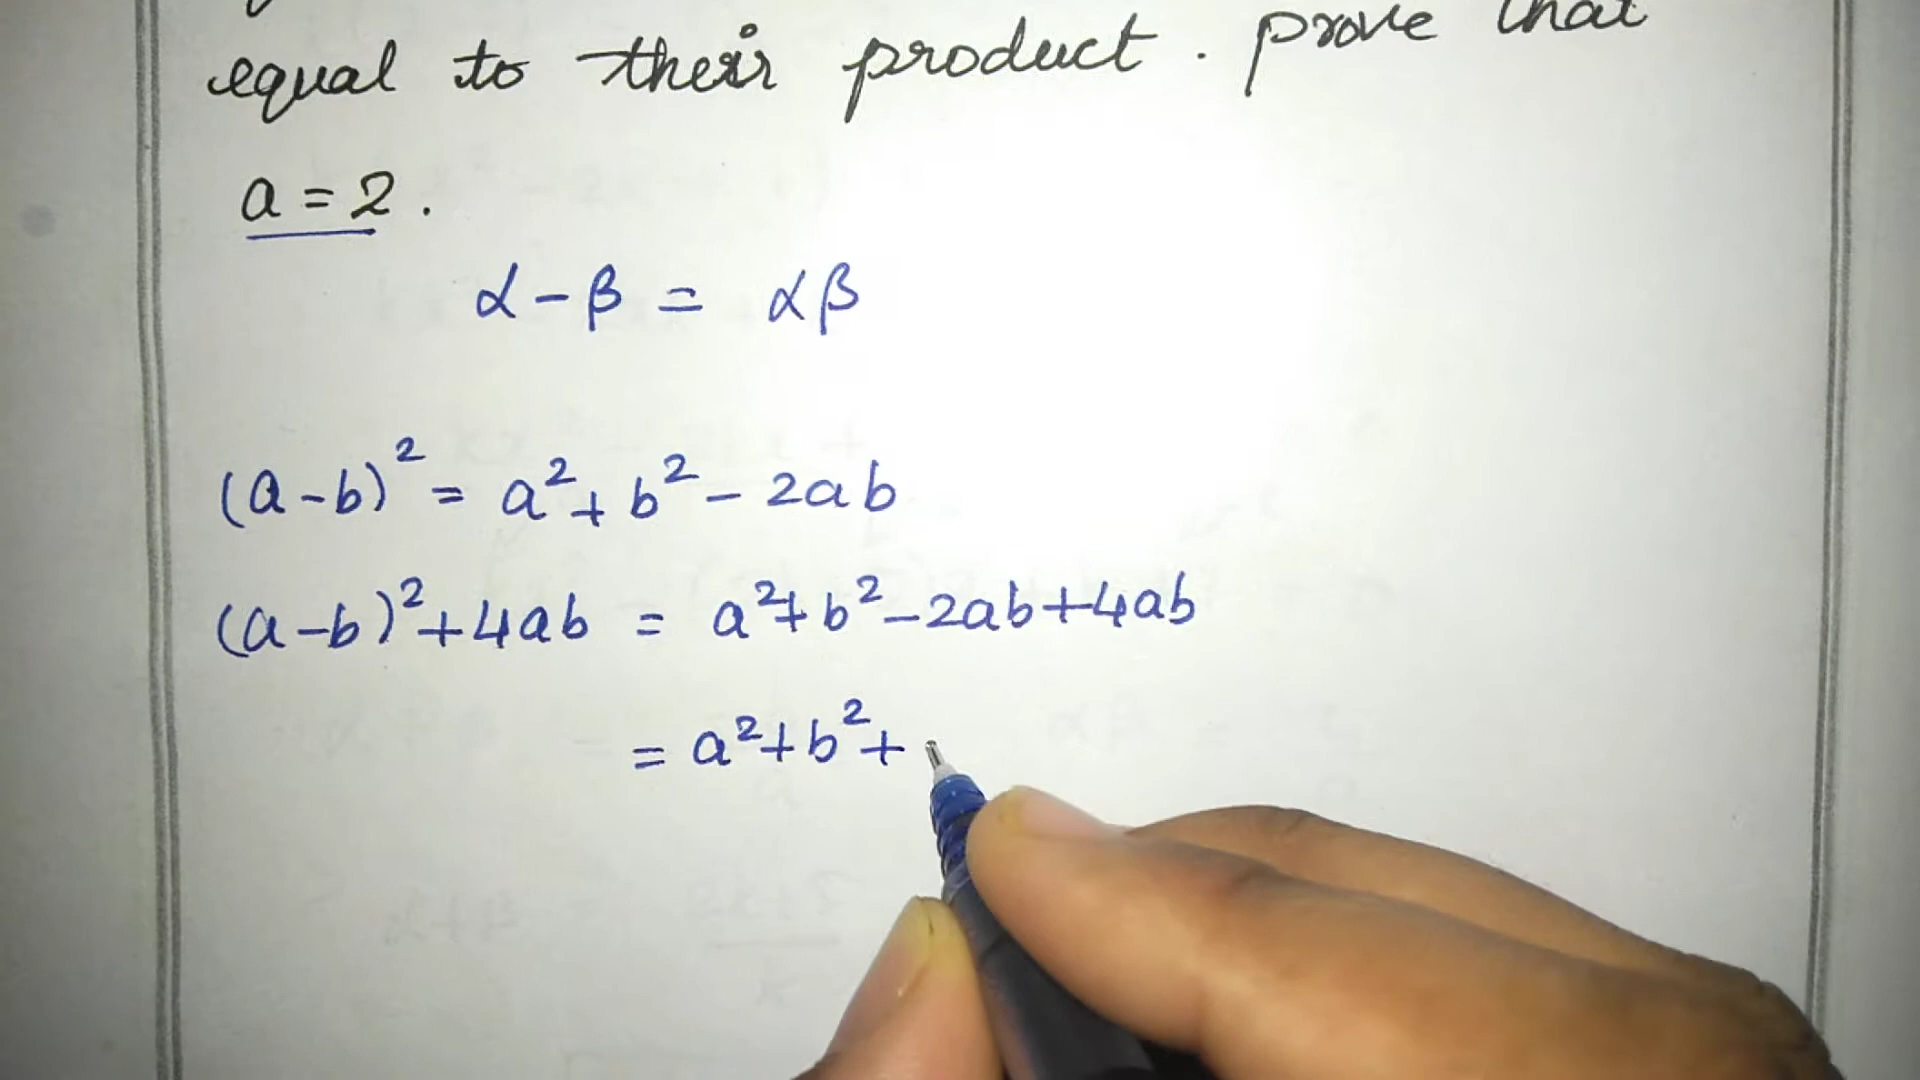 equal to their product. prove that
a = 2.
α - β = αβ
(a-b)² = a² + b² - 2ab
(a-b)² + 4ab = a² + b² - 2ab + 4ab
= a² + b² +